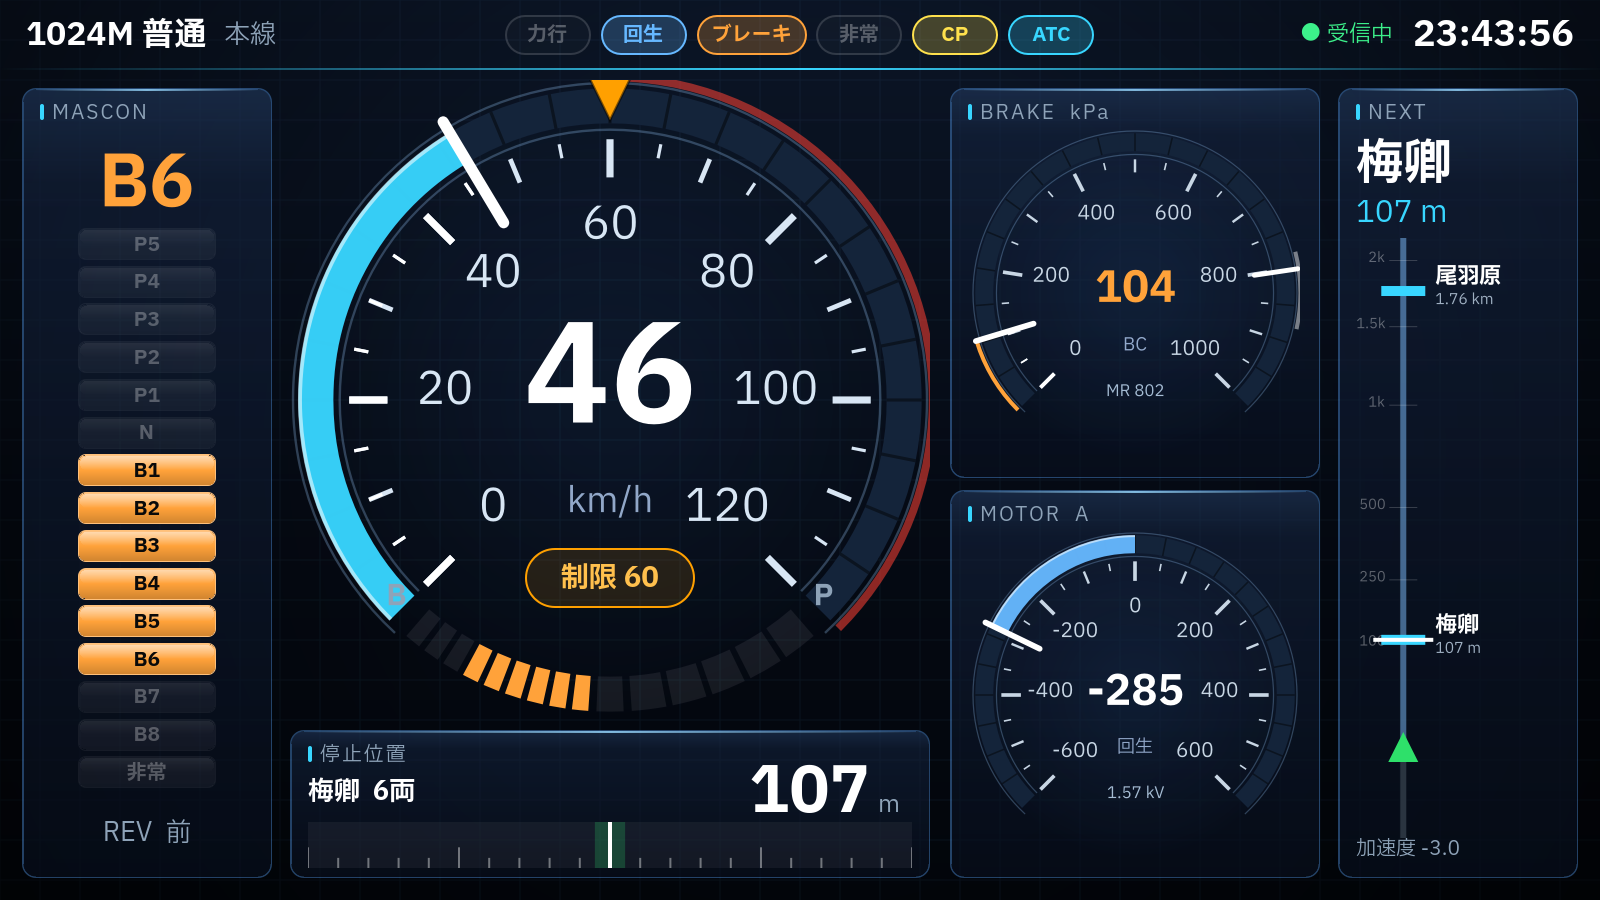 1024M 普通 本線
力行 回生 ブレーキ 非常 CP ATC
受信中 23:43:56
MASCON
B6
P5
P4
P3
P2
P1
N
B1
B2
B3
B4
B5
B6
B7
B8
非常
REV 前
0
20
40
60
80
100
120
46
km/h
制限 60
B
P
停止位置
梅卿 6両
107 m
BRAKE kPa
0
200
400
600
800
1000
104
BC
MR 802
MOTOR A
-600
-400
-200
0
200
400
600
-285
回生
1.57 kV
NEXT
梅卿
107 m
2k
尾羽原
1.76 km
1.5k
1k
500
250
梅卿
100
107 m
加速度 -3.0